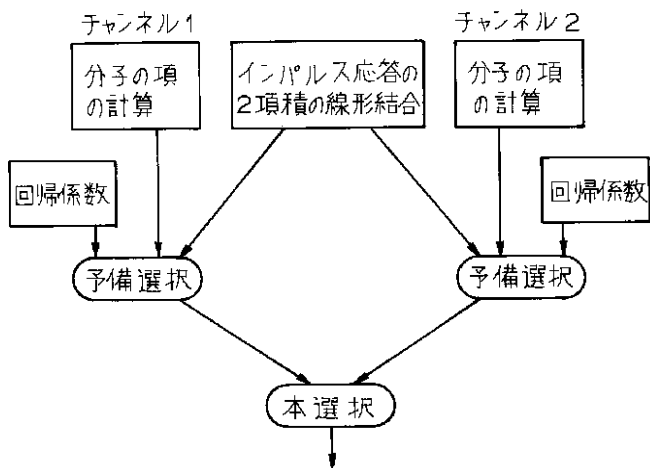 チャンネル1
チャンネル2
分子の項
の計算
インパルス応答の
2項積の線形結合
分子の項
の計算
回帰係数
回帰係数
予備選択
予備選択
本選択